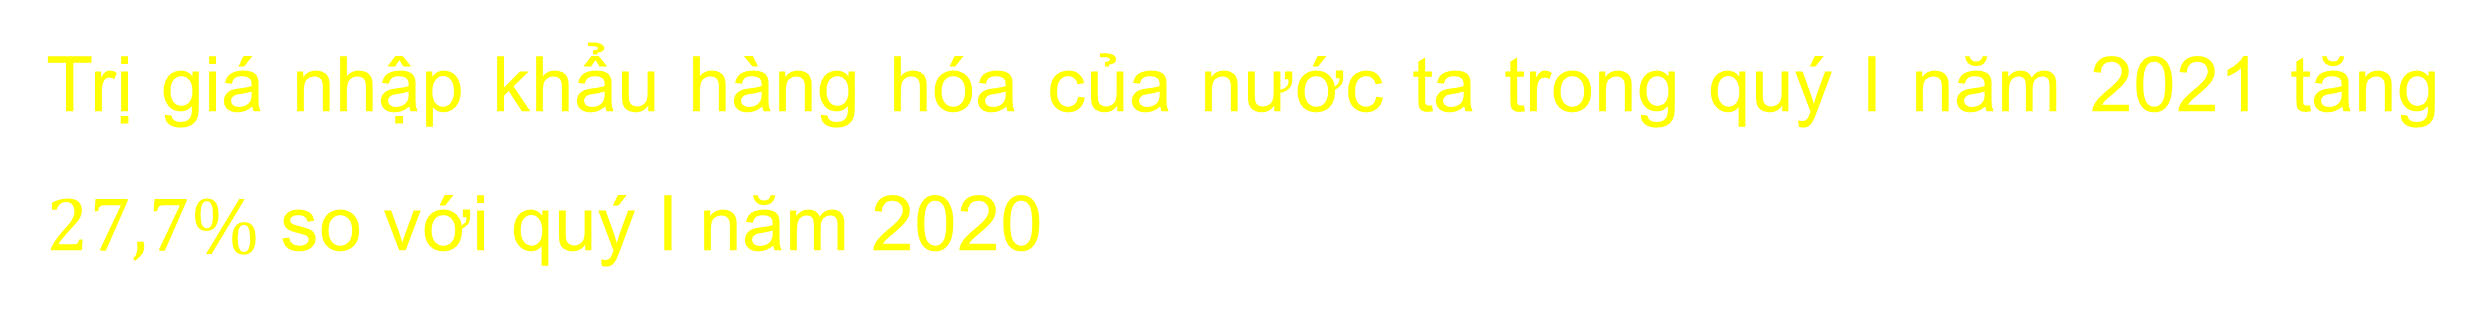 Trị giá nhập khẩu hàng hóa của nước ta trong quý I năm 2021 tăng
27,7% so với quý I năm 2020